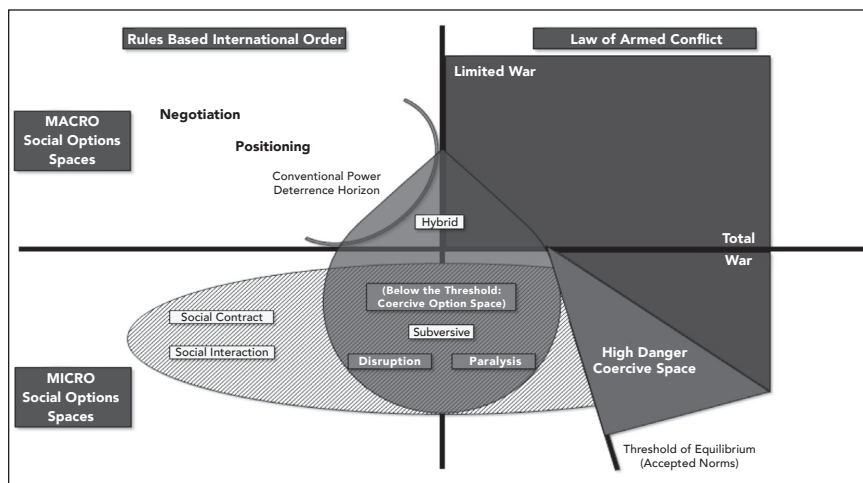 Rules Based International Order
Law of Armed Conflict
Limited War
MACRO
Social Options
Spaces
Negotiation
Positioning
Conventional Power
Deterrence Horizon
Hybrid
Total
War
(Below the Threshold:
Coercive Option Space)
Social Contract
Subversive
Social Interaction
Disruption
Paralysis
High Danger
Coercive Space
MICRO
Social Options
Spaces
Threshold of Equilibrium
(Accepted Norms)